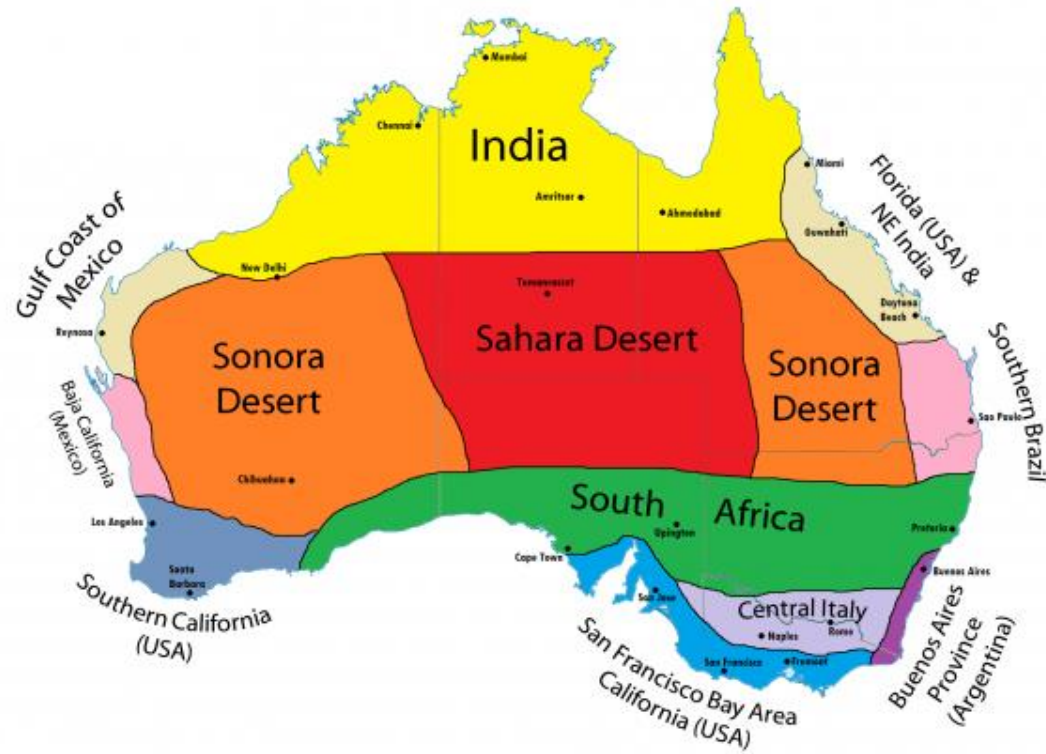 Mumbai
Chennai
India
Amritsar
Ahmedabad
Miami
Guwahati
Florida (USA) &
NE India
Gulf Coast of
Mexico
New Delhi
Tamanrasset
Daytona
Beach
Reynosa
Sonora
Desert
Sahara Desert
Sonora
Desert
Southern Brazil
Sao Paulo
Baja California
(Mexico)
Chihuahua
South Africa
Los Angeles
Upington
Pretoria
Cape Town
Santa
Barbara
Buenos Aires
San Jose
Central Italy
Rome
Naples
Southern California
(USA)
San Francisco
San Francisco Bay Area
California (USA)
Buenos Aires
Province
(Argentina)